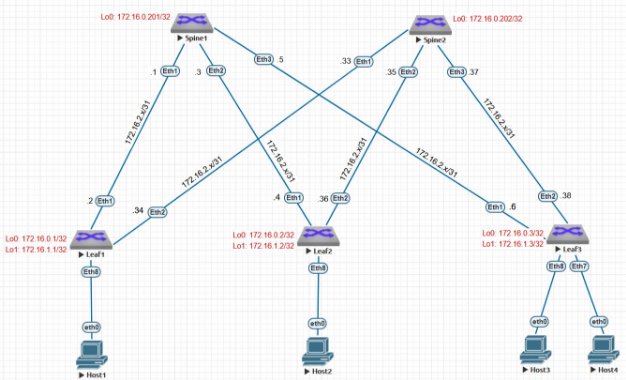 Lo0: 172.16.0.201/32
Spine1
Lo0: 172.16.0.202/32
Spine2
.1 Eth1
.3 Eth2
Eth3 .5
.33 Eth1
.35 Eth2
Eth3 .37
172.16.2.x/31
172.16.2.x/31
172.16.2.x/31
172.16.2.x/31
172.16.2.x/31
172.16.2.x/31
.2 Eth1
.34 Eth2
.4 Eth1
.36 Eth2
Eth1 .6
Eth2 .38
Lo0: 172.16.0.1/32
Lo1: 172.16.1.1/32
Leaf1
Lo0: 172.16.0.2/32
Lo1: 172.16.1.2/32
Leaf2
Lo0: 172.16.0.3/32
Lo1: 172.16.1.3/32
Leaf3
Eth8
Eth8
Eth8
Eth7
eth0
eth0
eth0
eth0
Host1
Host2
Host3
Host4